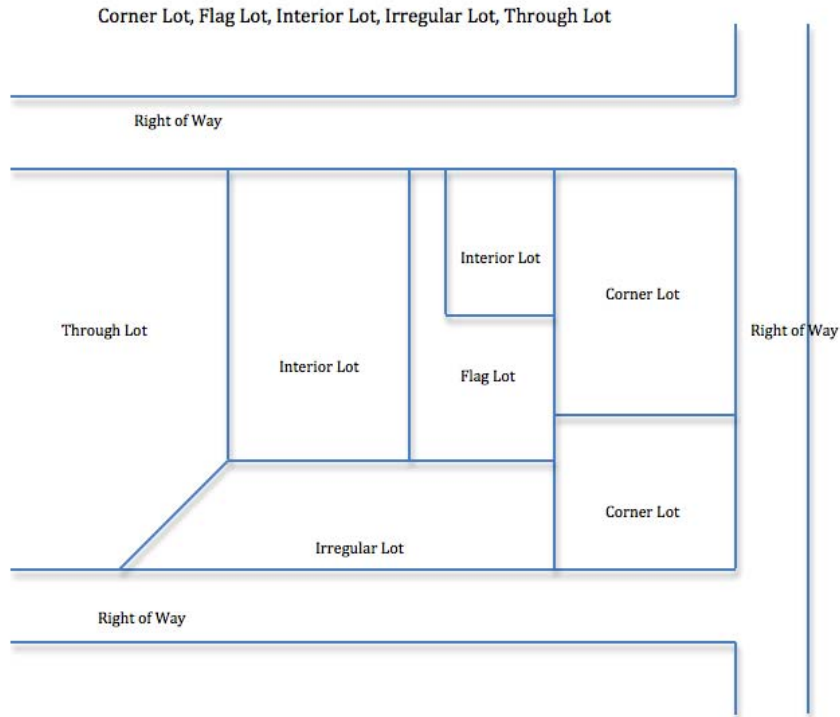 Corner Lot, Flag Lot, Interior Lot, Irregular Lot, Through Lot
Right of Way
Interior Lot
Corner Lot
Through Lot
Right of Way
Interior Lot
Flag Lot
Corner Lot
Irregular Lot
Right of Way